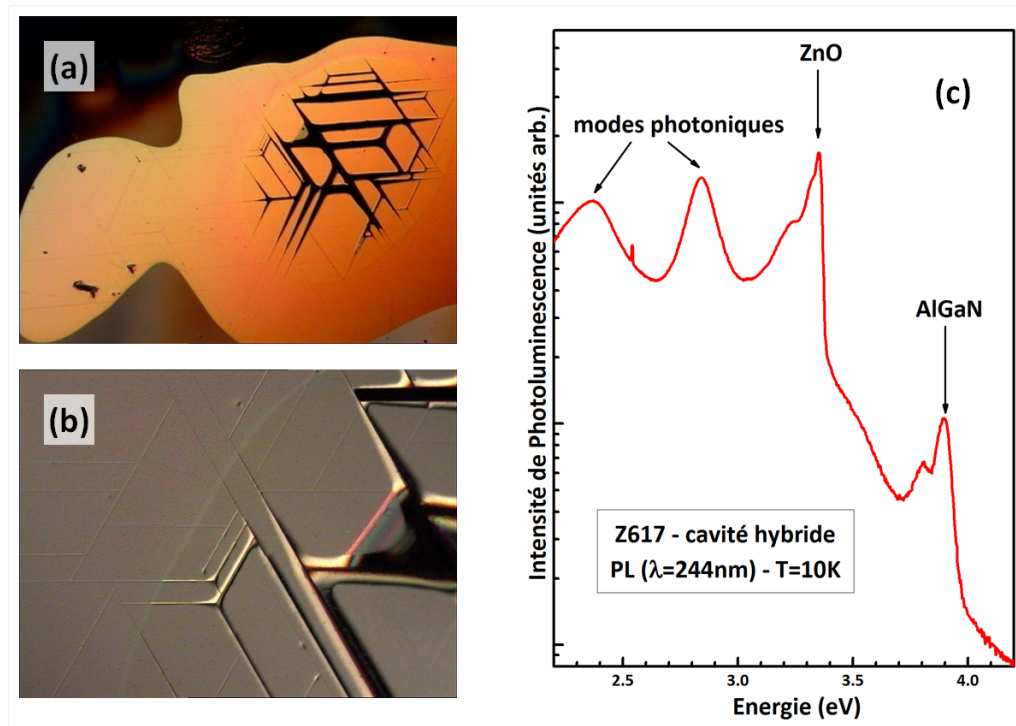 (a)
(b)
(c)
ZnO
modes photoniques
AlGaN
Z617 - cavité hybride
PL (λ=244nm) - T=10K
Intensité de Photoluminescence (unités arb.)
2.5 3.0 3.5 4.0
Energie (eV)